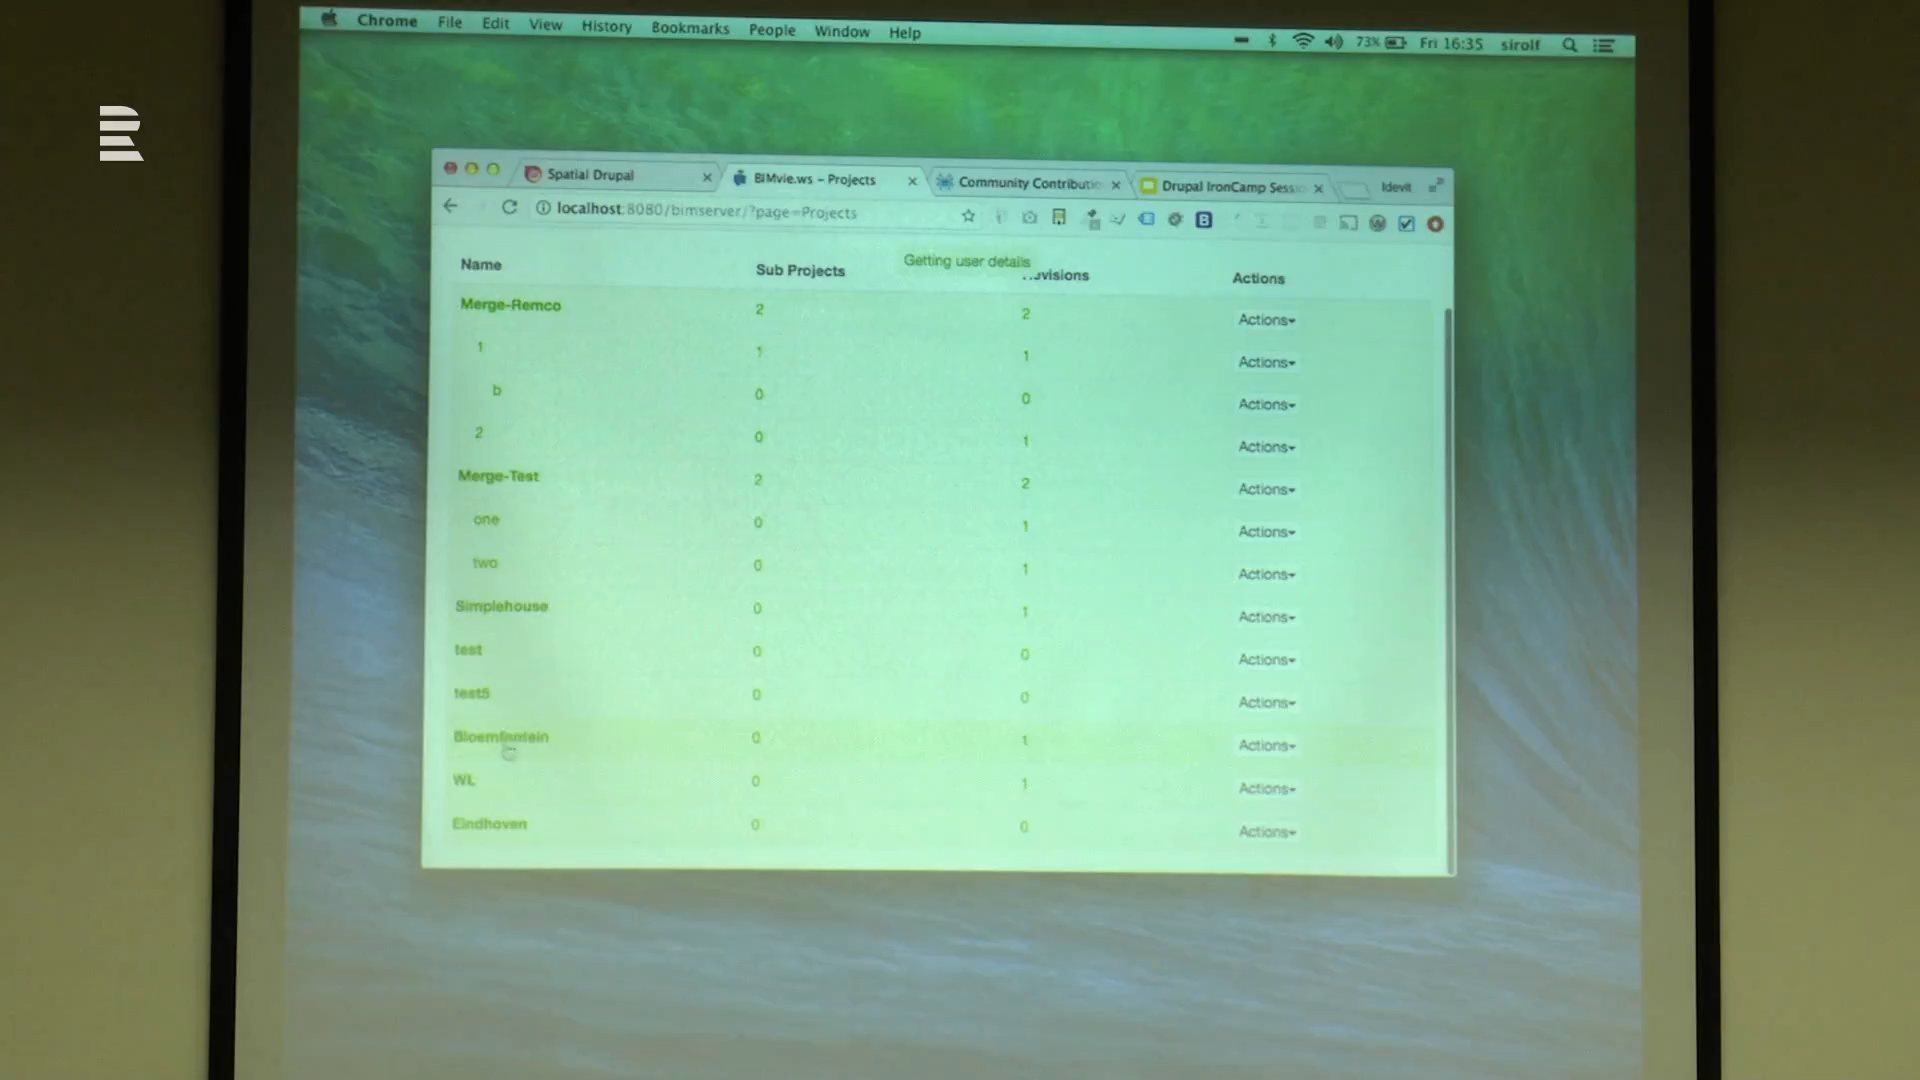 Chrome File Edit View History Bookmarks People Window Help 73% Fri 16:35 sirolf
Spatial Drupal BIMvie.ws – Projects Community Contributi Drupal IronCamp Sess Idevit
localhost:8080/bimserver/?page=Projects
Getting user details
Name Sub Projects visions Actions
Merge-Remco 2 2 Actions
1 1 1 Actions
b 0 0 Actions
2 0 1 Actions
Merge-Test 2 2 Actions
one 0 1 Actions
two 0 1 Actions
Simplehouse 0 1 Actions
test 0 0 Actions
test5 0 0 Actions
0 1 Actions
WL 0 1 Actions
Eindhoven 0 0 Actions